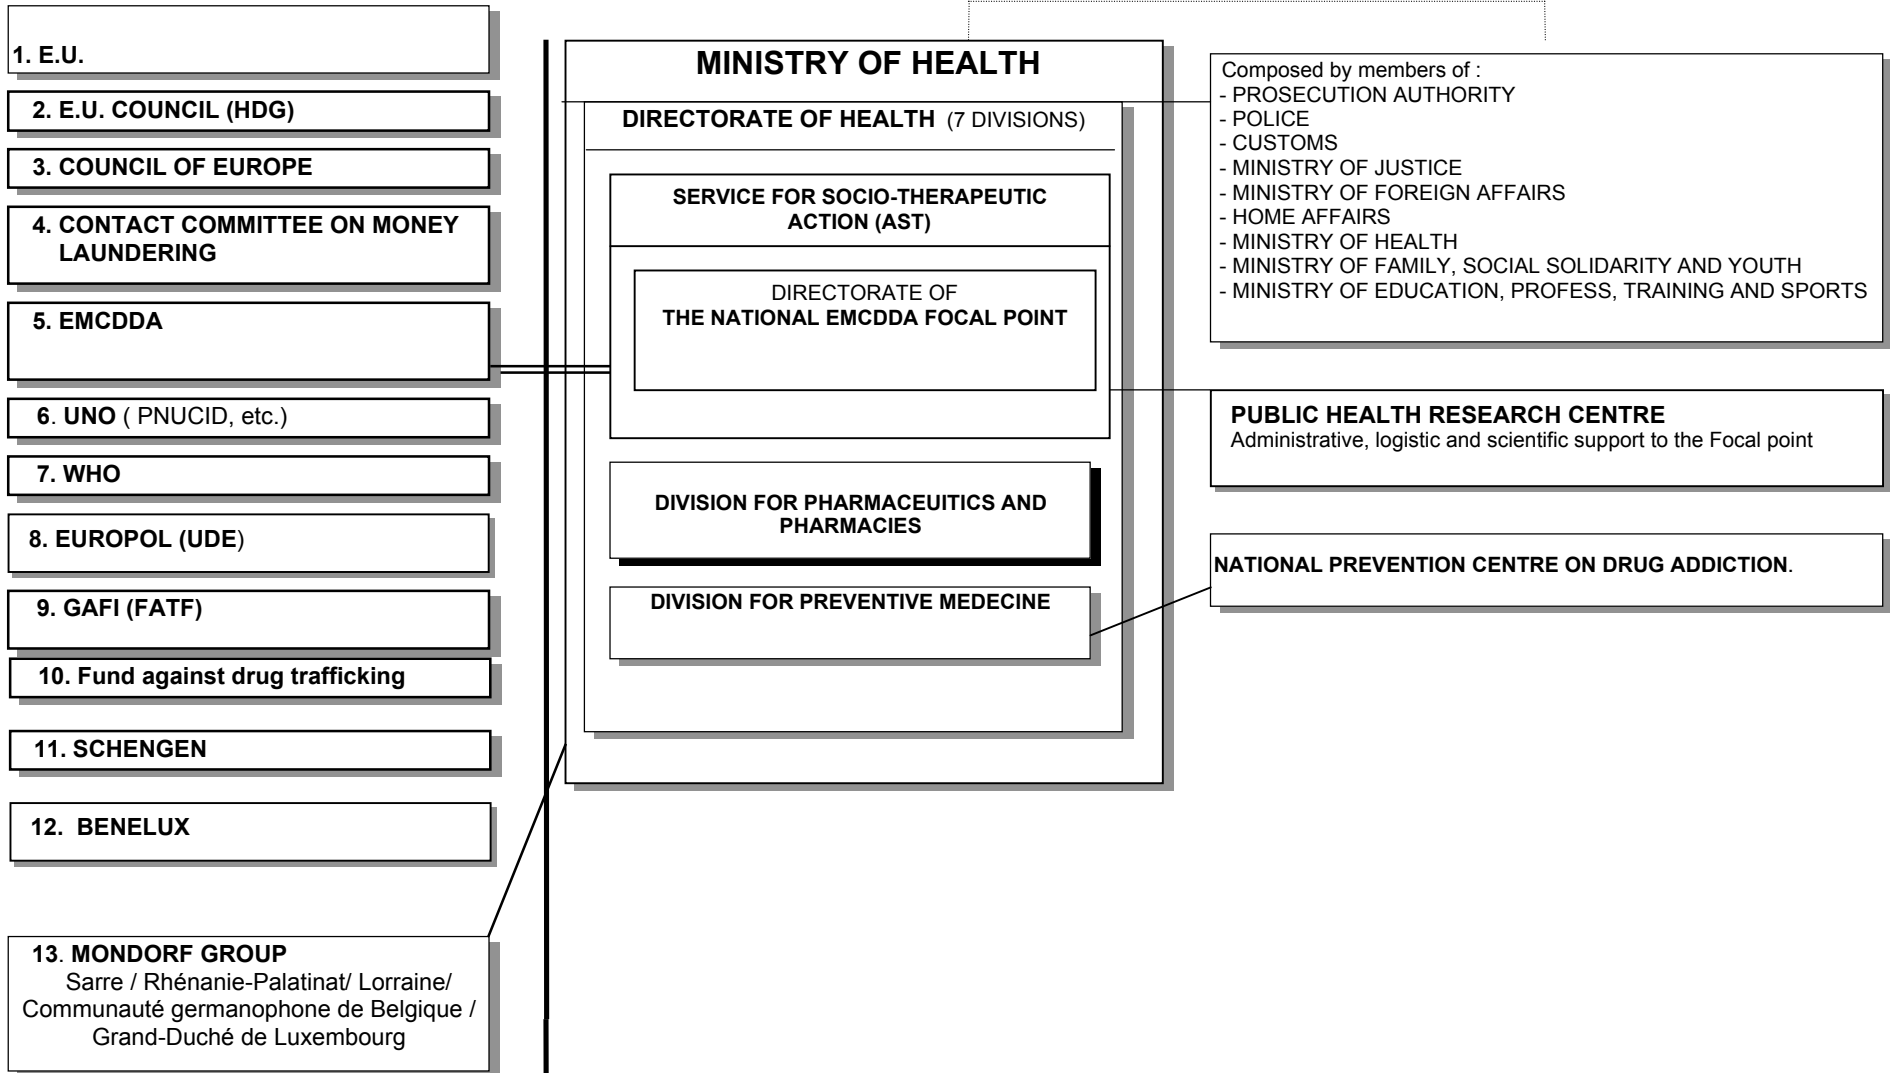 1. E.U.
2. E.U. COUNCIL (HDG)
3. COUNCIL OF EUROPE
4. CONTACT COMMITTEE ON MONEY
LAUNDERING
5. EMCDDA
6. UNO ( PNUCID, etc.)
7. WHO
8. EUROPOL (UDE)
9. GAFI (FATF)
10. Fund against drug trafficking
11. SCHENGEN
12. BENELUX
13. MONDORF GROUP
Sarre / Rhénanie-Palatinat/ Lorraine/
Communauté germanophone de Belgique /
Grand-Duché de Luxembourg
MINISTRY OF HEALTH
DIRECTORATE OF HEALTH (7 DIVISIONS)
SERVICE FOR SOCIO-THERAPEUTIC
ACTION (AST)
DIRECTORATE OF
THE NATIONAL EMCDDA FOCAL POINT
DIVISION FOR PHARMACEUITICS AND
PHARMACIES
DIVISION FOR PREVENTIVE MEDECINE
Composed by members of :
- PROSECUTION AUTHORITY
- POLICE
- CUSTOMS
- MINISTRY OF JUSTICE
- MINISTRY OF FOREIGN AFFAIRS
- HOME AFFAIRS
- MINISTRY OF HEALTH
- MINISTRY OF FAMILY, SOCIAL SOLIDARITY AND YOUTH
- MINISTRY OF EDUCATION, PROFESS, TRAINING AND SPORTS
PUBLIC HEALTH RESEARCH CENTRE
Administrative, logistic and scientific support to the Focal point
NATIONAL PREVENTION CENTRE ON DRUG ADDICTION.